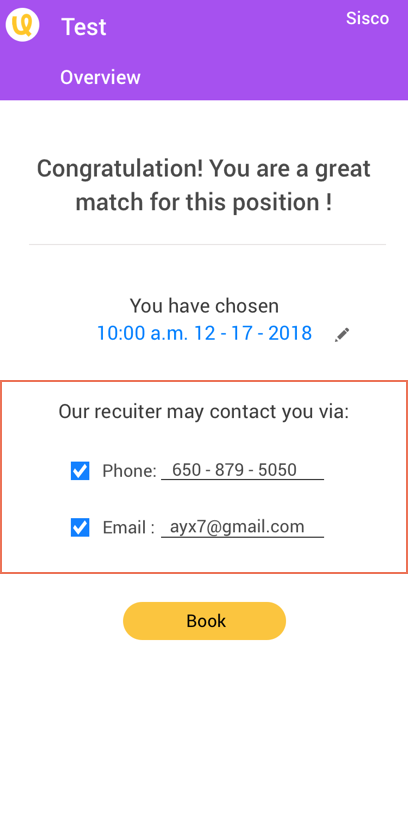 Test
Sisco
Overview
Congratulation! You are a great
match for this position !
You have chosen
10:00 a.m. 12 - 17 - 2018
Our recuiter may contact you via:
Phone: 650 - 879 - 5050
Email : ayx7@gmail.com
Book